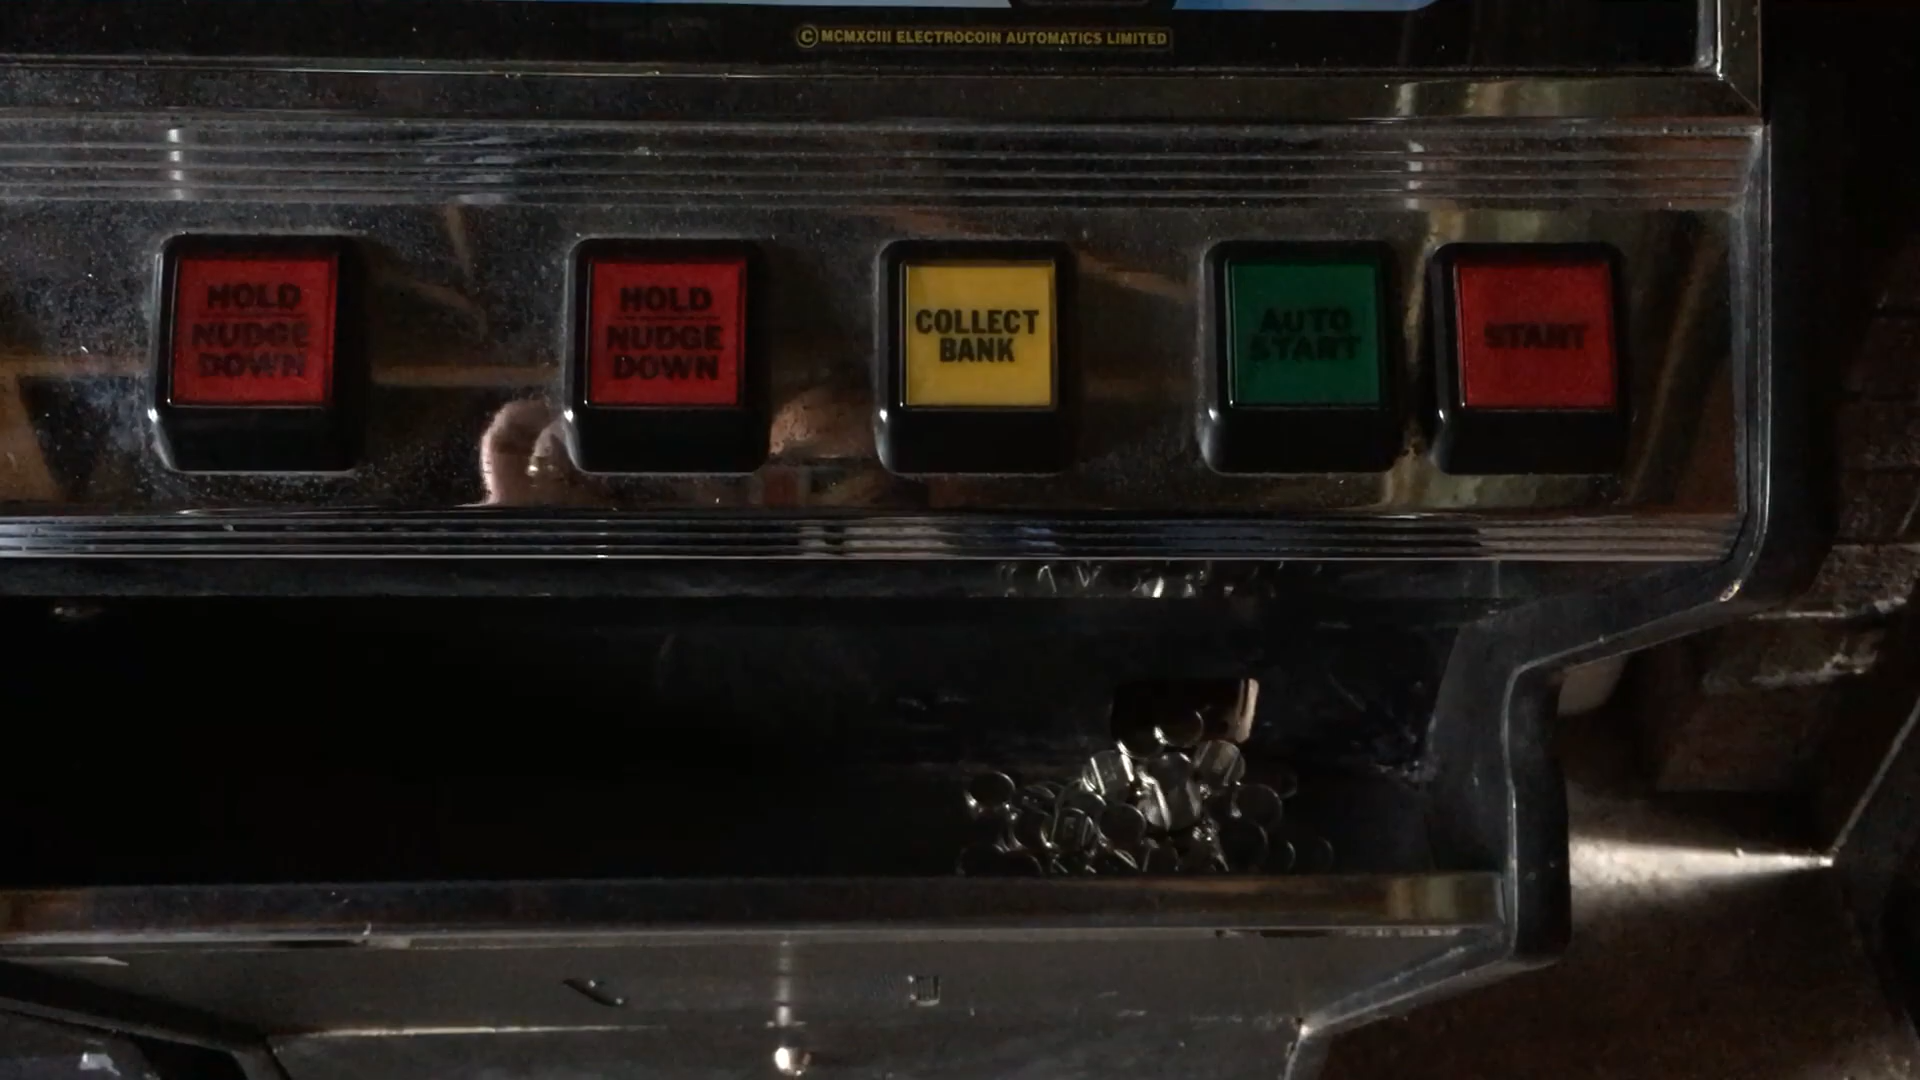 © MCMXCIII ELECTROCOIN AUTOMATICS LIMITED
HOLD
NUDGE
DOWN
HOLD
NUDGE
DOWN
COLLECT
BANK
AUTO
START
START